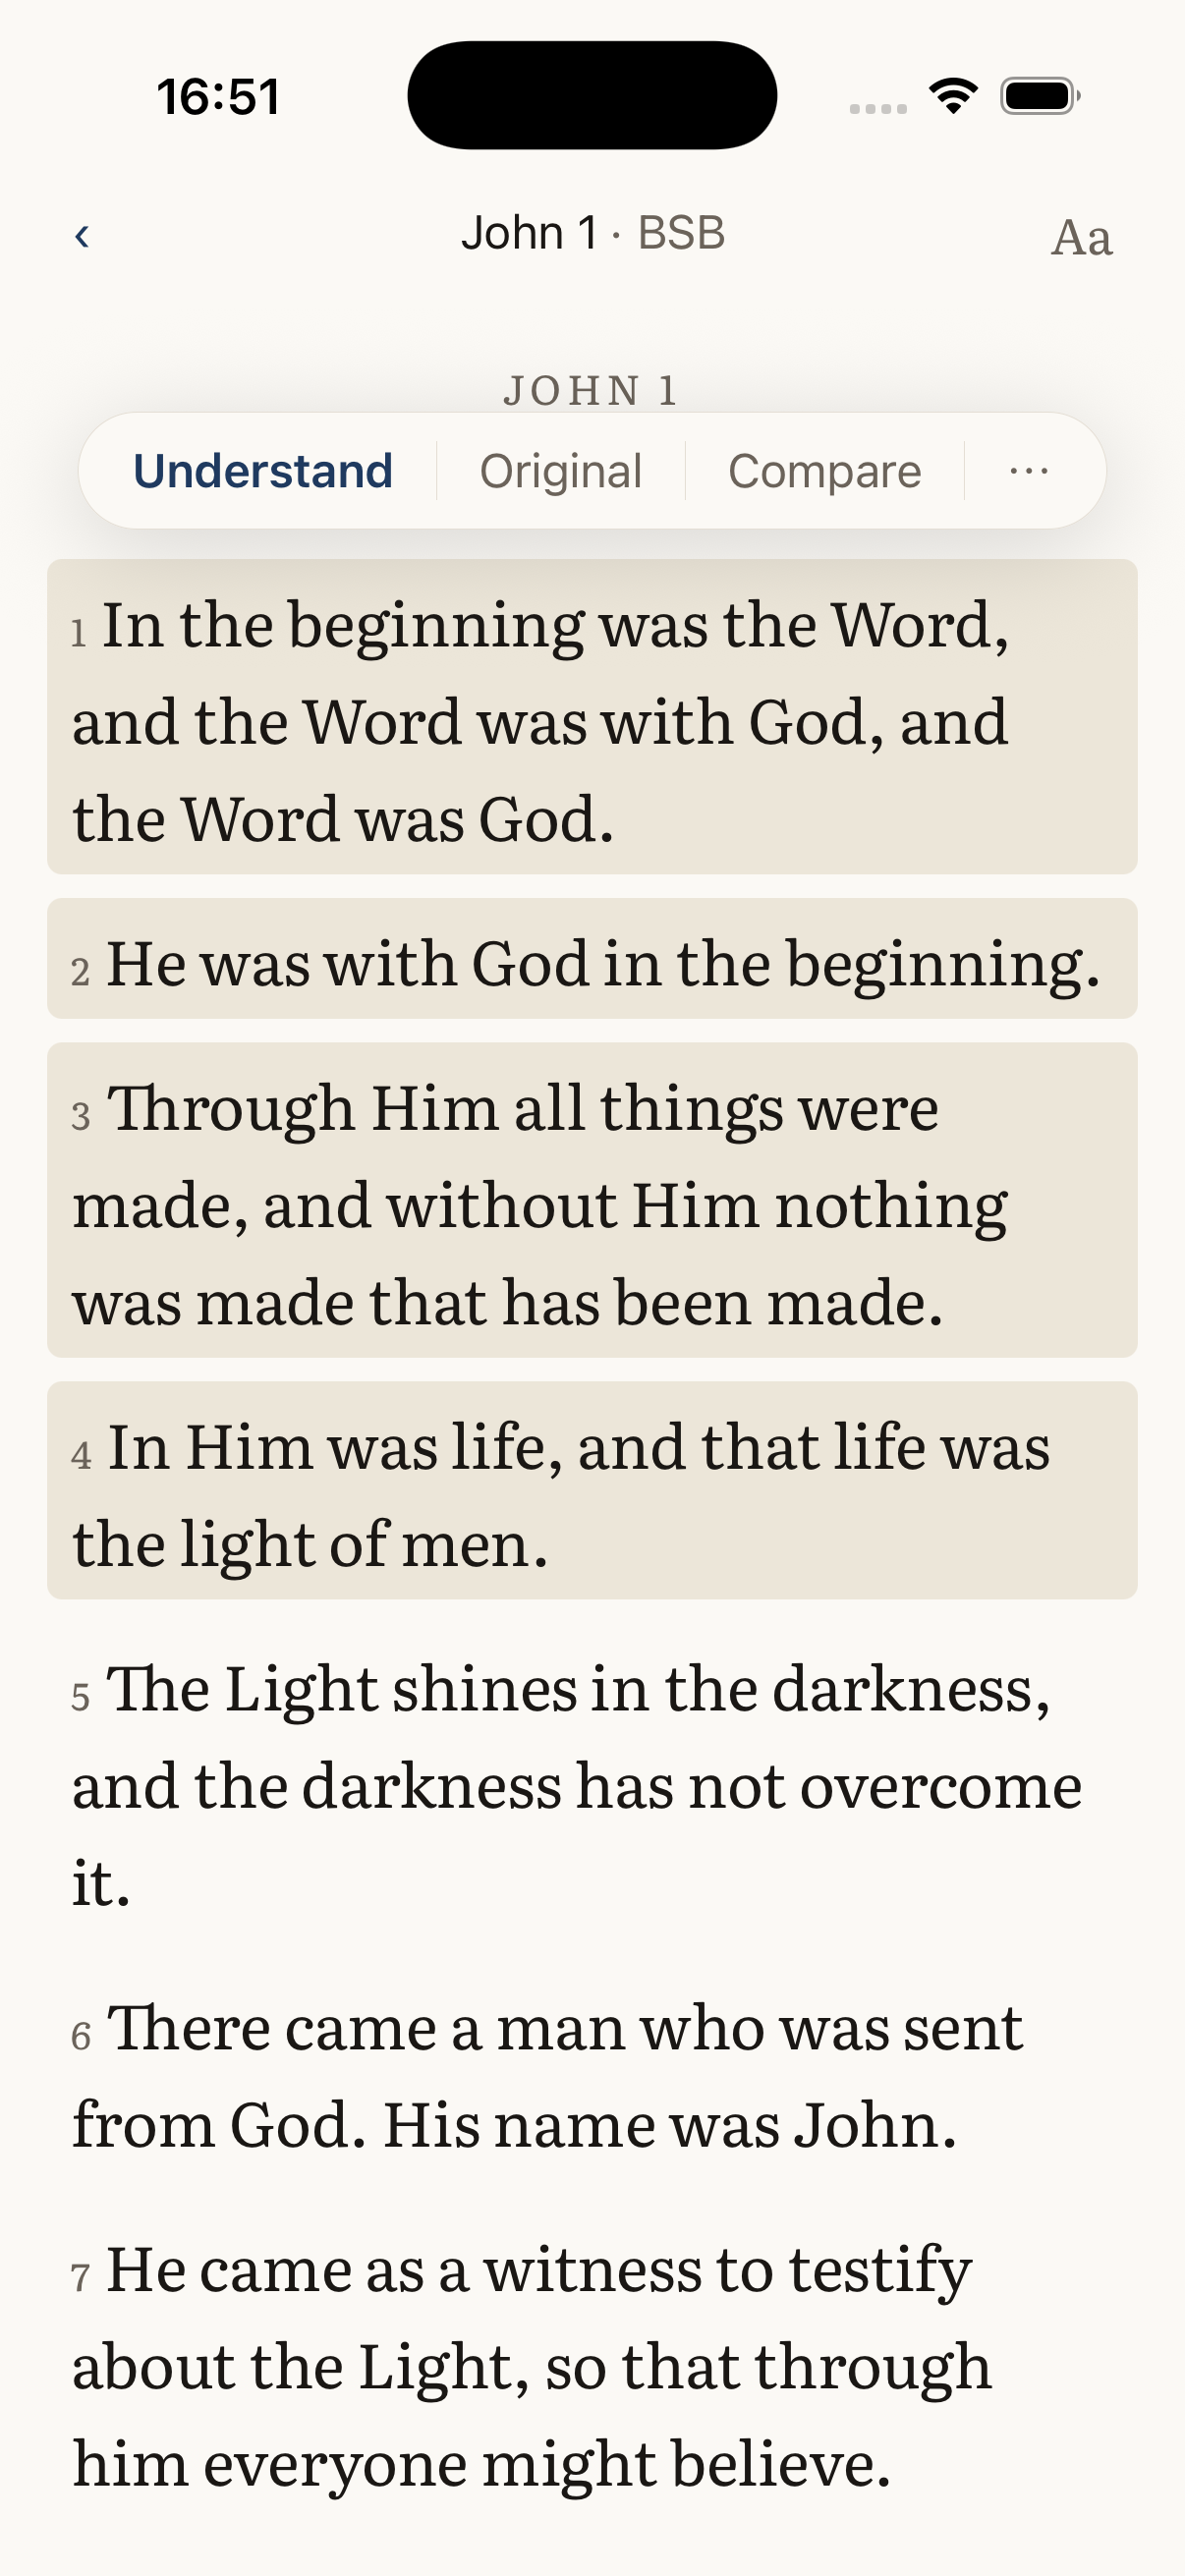 16:51
‹ John 1 · BSB Aa
JOHN 1
Understand Original Compare ···
1 In the beginning was the Word,
and the Word was with God, and
the Word was God.
2 He was with God in the beginning.
3 Through Him all things were
made, and without Him nothing
was made that has been made.
4 In Him was life, and that life was
the light of men.
5 The Light shines in the darkness,
and the darkness has not overcome
it.
6 There came a man who was sent
from God. His name was John.
7 He came as a witness to testify
about the Light, so that through
him everyone might believe.